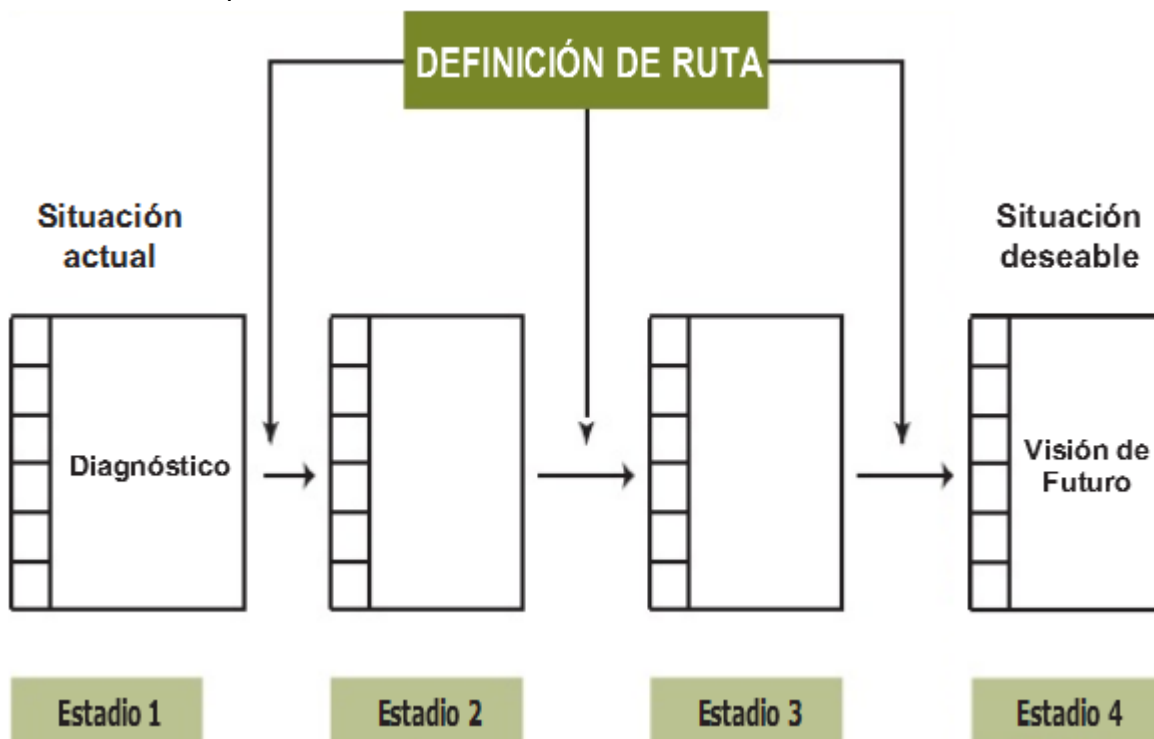 DEFINICIÓN DE RUTA
Situación
actual
Situación
deseable
Diagnóstico
Visión de
Futuro
Estadio 1
Estadio 2
Estadio 3
Estadio 4